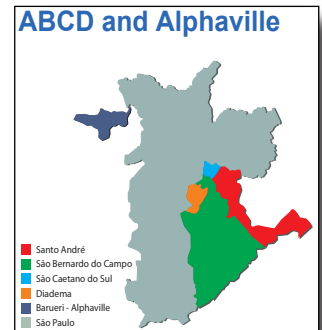 ABCD and Alphaville
Santo André
São Bernardo do Campo
São Caetano do Sul
Diadema
Barueri - Alphaville
São Paulo